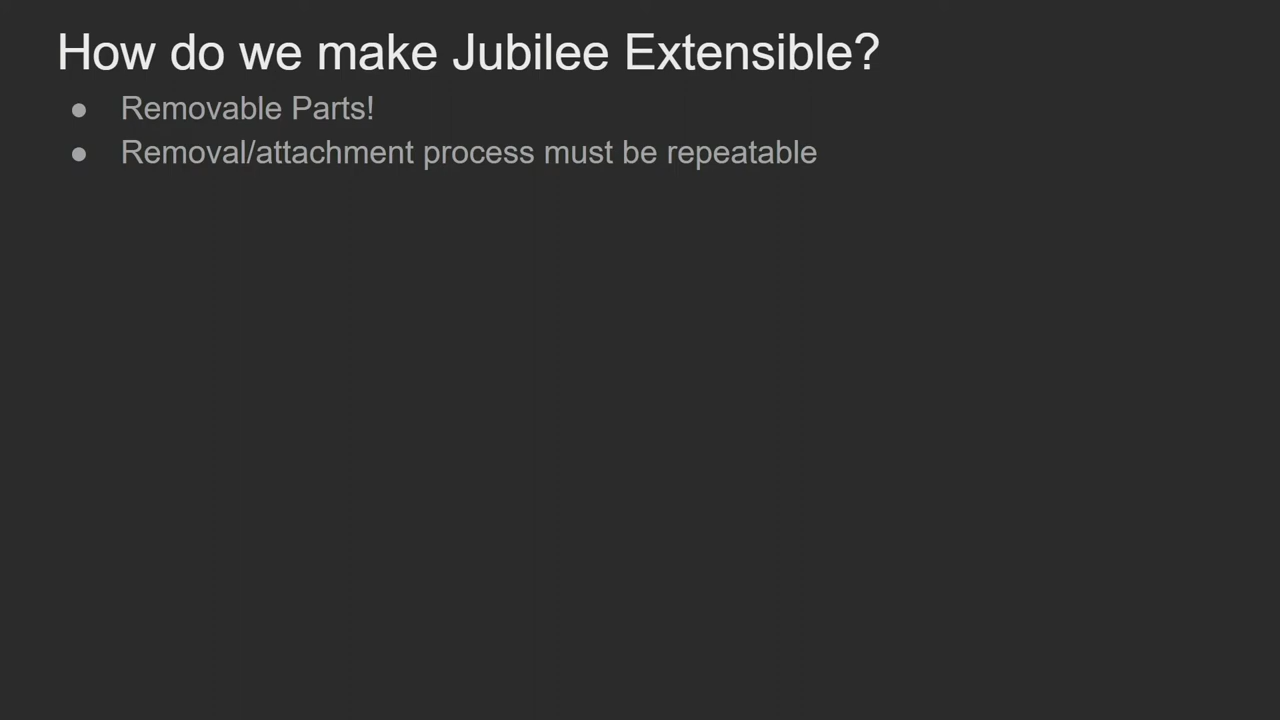 How do we make Jubilee Extensible?
● Removable Parts!
● Removal/attachment process must be repeatable